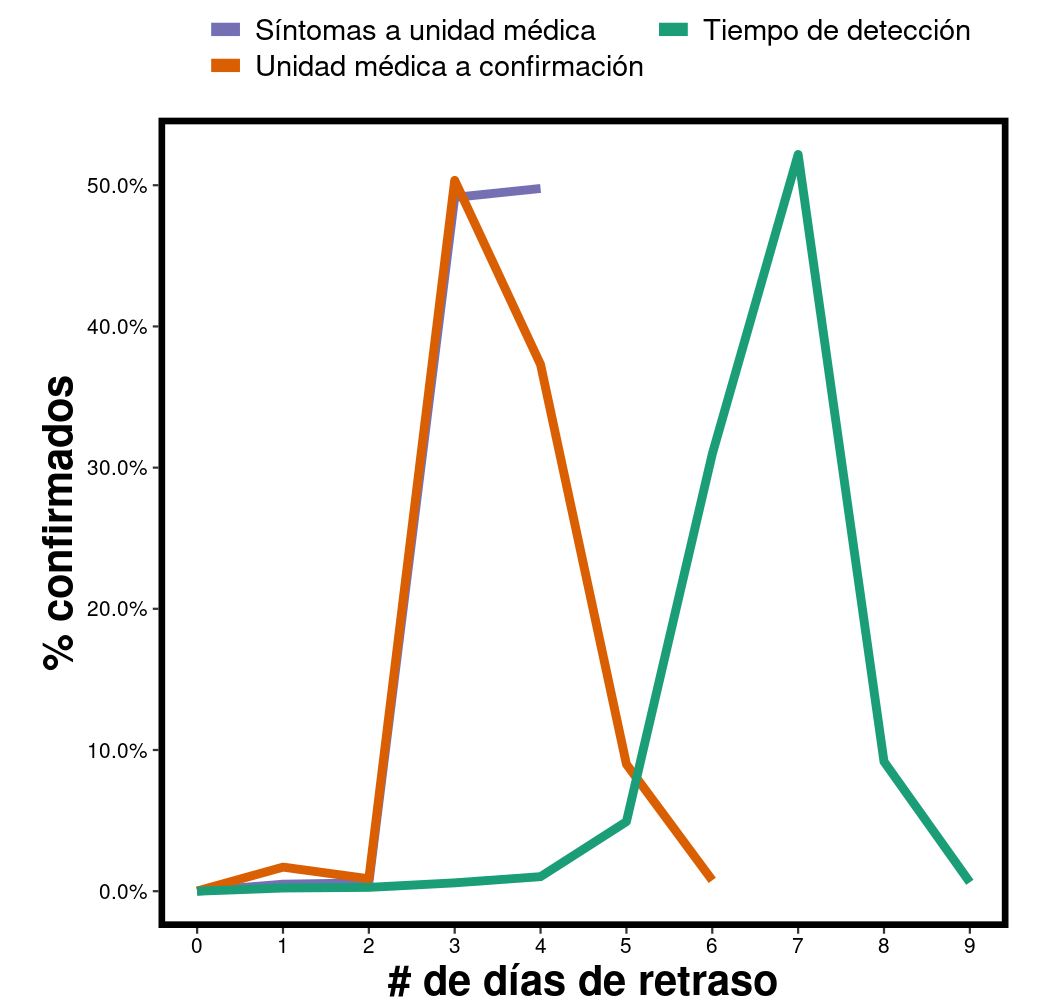 Síntomas a unidad médica
Tiempo de detección
Unidad médica a confirmación
% confirmados
50.0%
40.0%
30.0%
20.0%
10.0%
0.0%
0 1 2 3 4 5 6 7 8 9
# de días de retraso